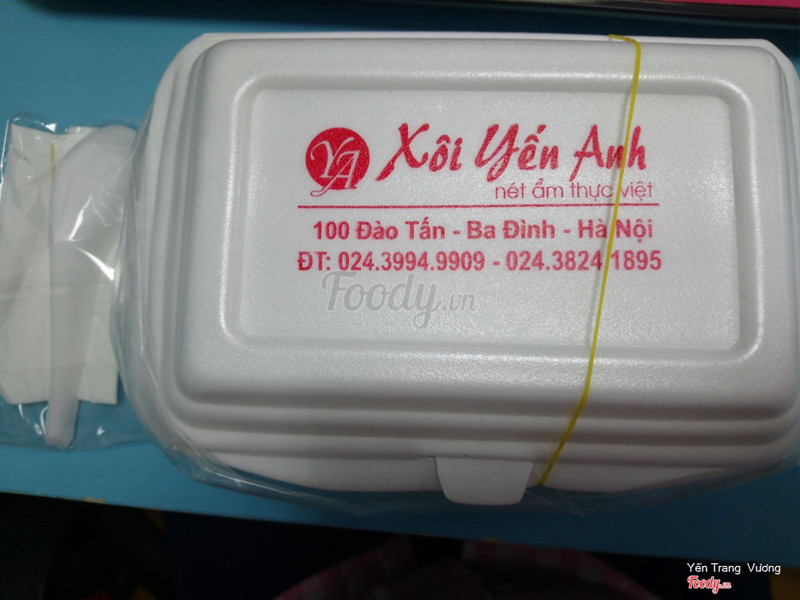 YA Xôi Yến Anh
nét ẩm thực việt
100 Đào Tấn - Ba Đình - Hà Nội
ĐT: 024.3994.9909 - 024.3824.1895
Foody.vn
Yến Trang Vương
Foody.vn